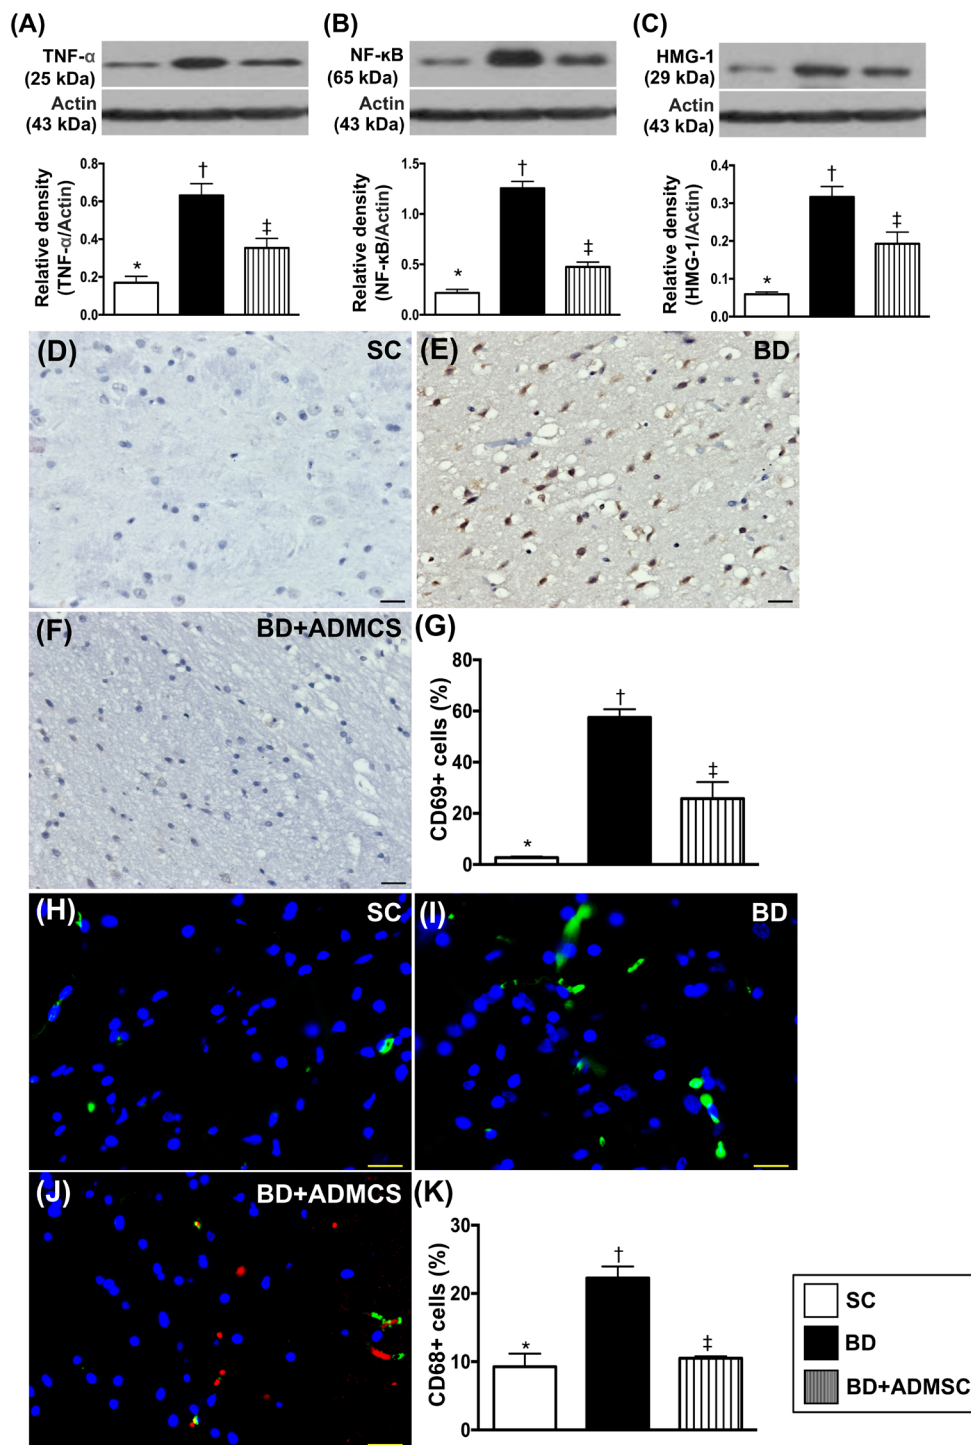 (A)
TNF-α
(25 kDa)
Actin
(43 kDa)
Relative density
(TNF-α/Actin)
0.8
0.6
0.4
0.2
0.0
*
†
‡
(B)
NF-κB
(65 kDa)
Actin
(43 kDa)
Relative density
(NF-κB/Actin)
1.5
1.0
0.5
0.0
*
†
‡
(C)
HMG-1
(29 kDa)
Actin
(43 kDa)
Relative density
(HMG-1/Actin)
0.4
0.3
0.2
0.1
0.0
*
†
‡
(D)
SC
(E)
BD
(F)
BD+ADMCS
(G)
CD69+ cells (%)
80
60
40
20
0
*
†
‡
(H)
SC
(I)
BD
(J)
BD+ADMCS
(K)
CD68+ cells (%)
30
20
10
0
*
†
‡
SC
BD
BD+ADMSC